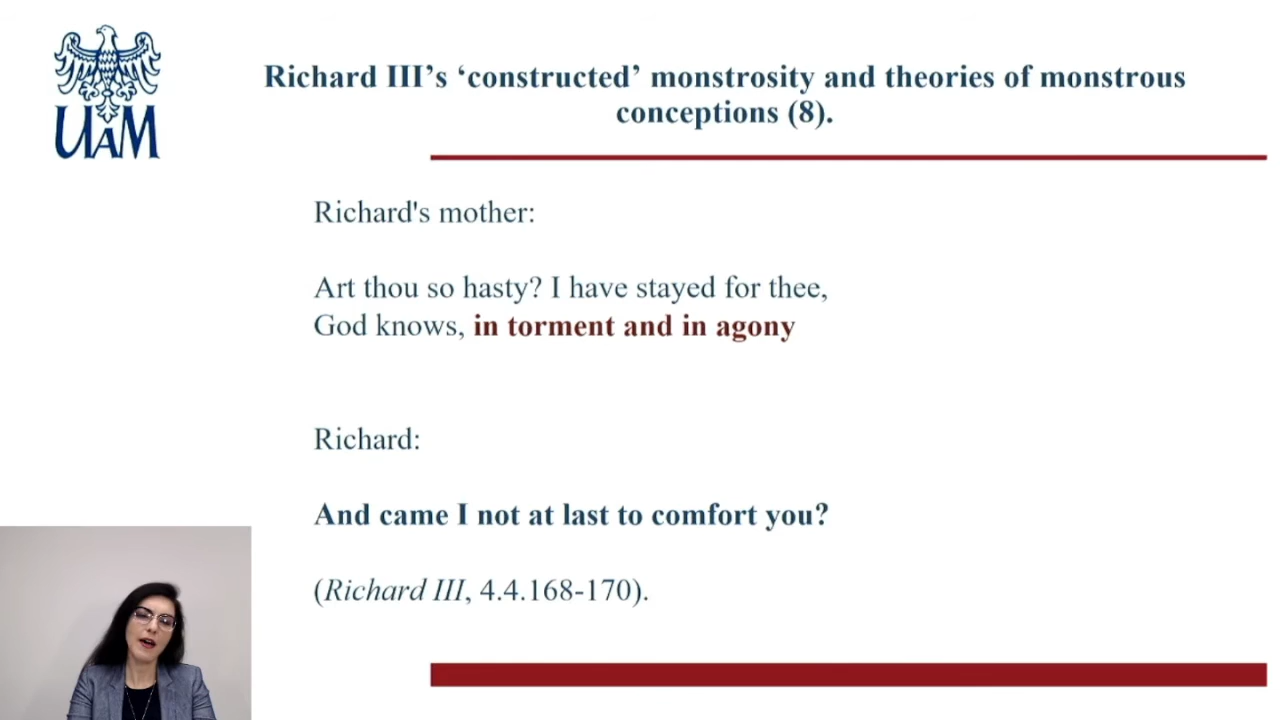 UAM
Richard III’s ‘constructed’ monstrosity and theories of monstrous
conceptions (8).
Richard's mother:
Art thou so hasty? I have stayed for thee,
God knows, in torment and in agony
Richard:
And came I not at last to comfort you?
(Richard III, 4.4.168-170).